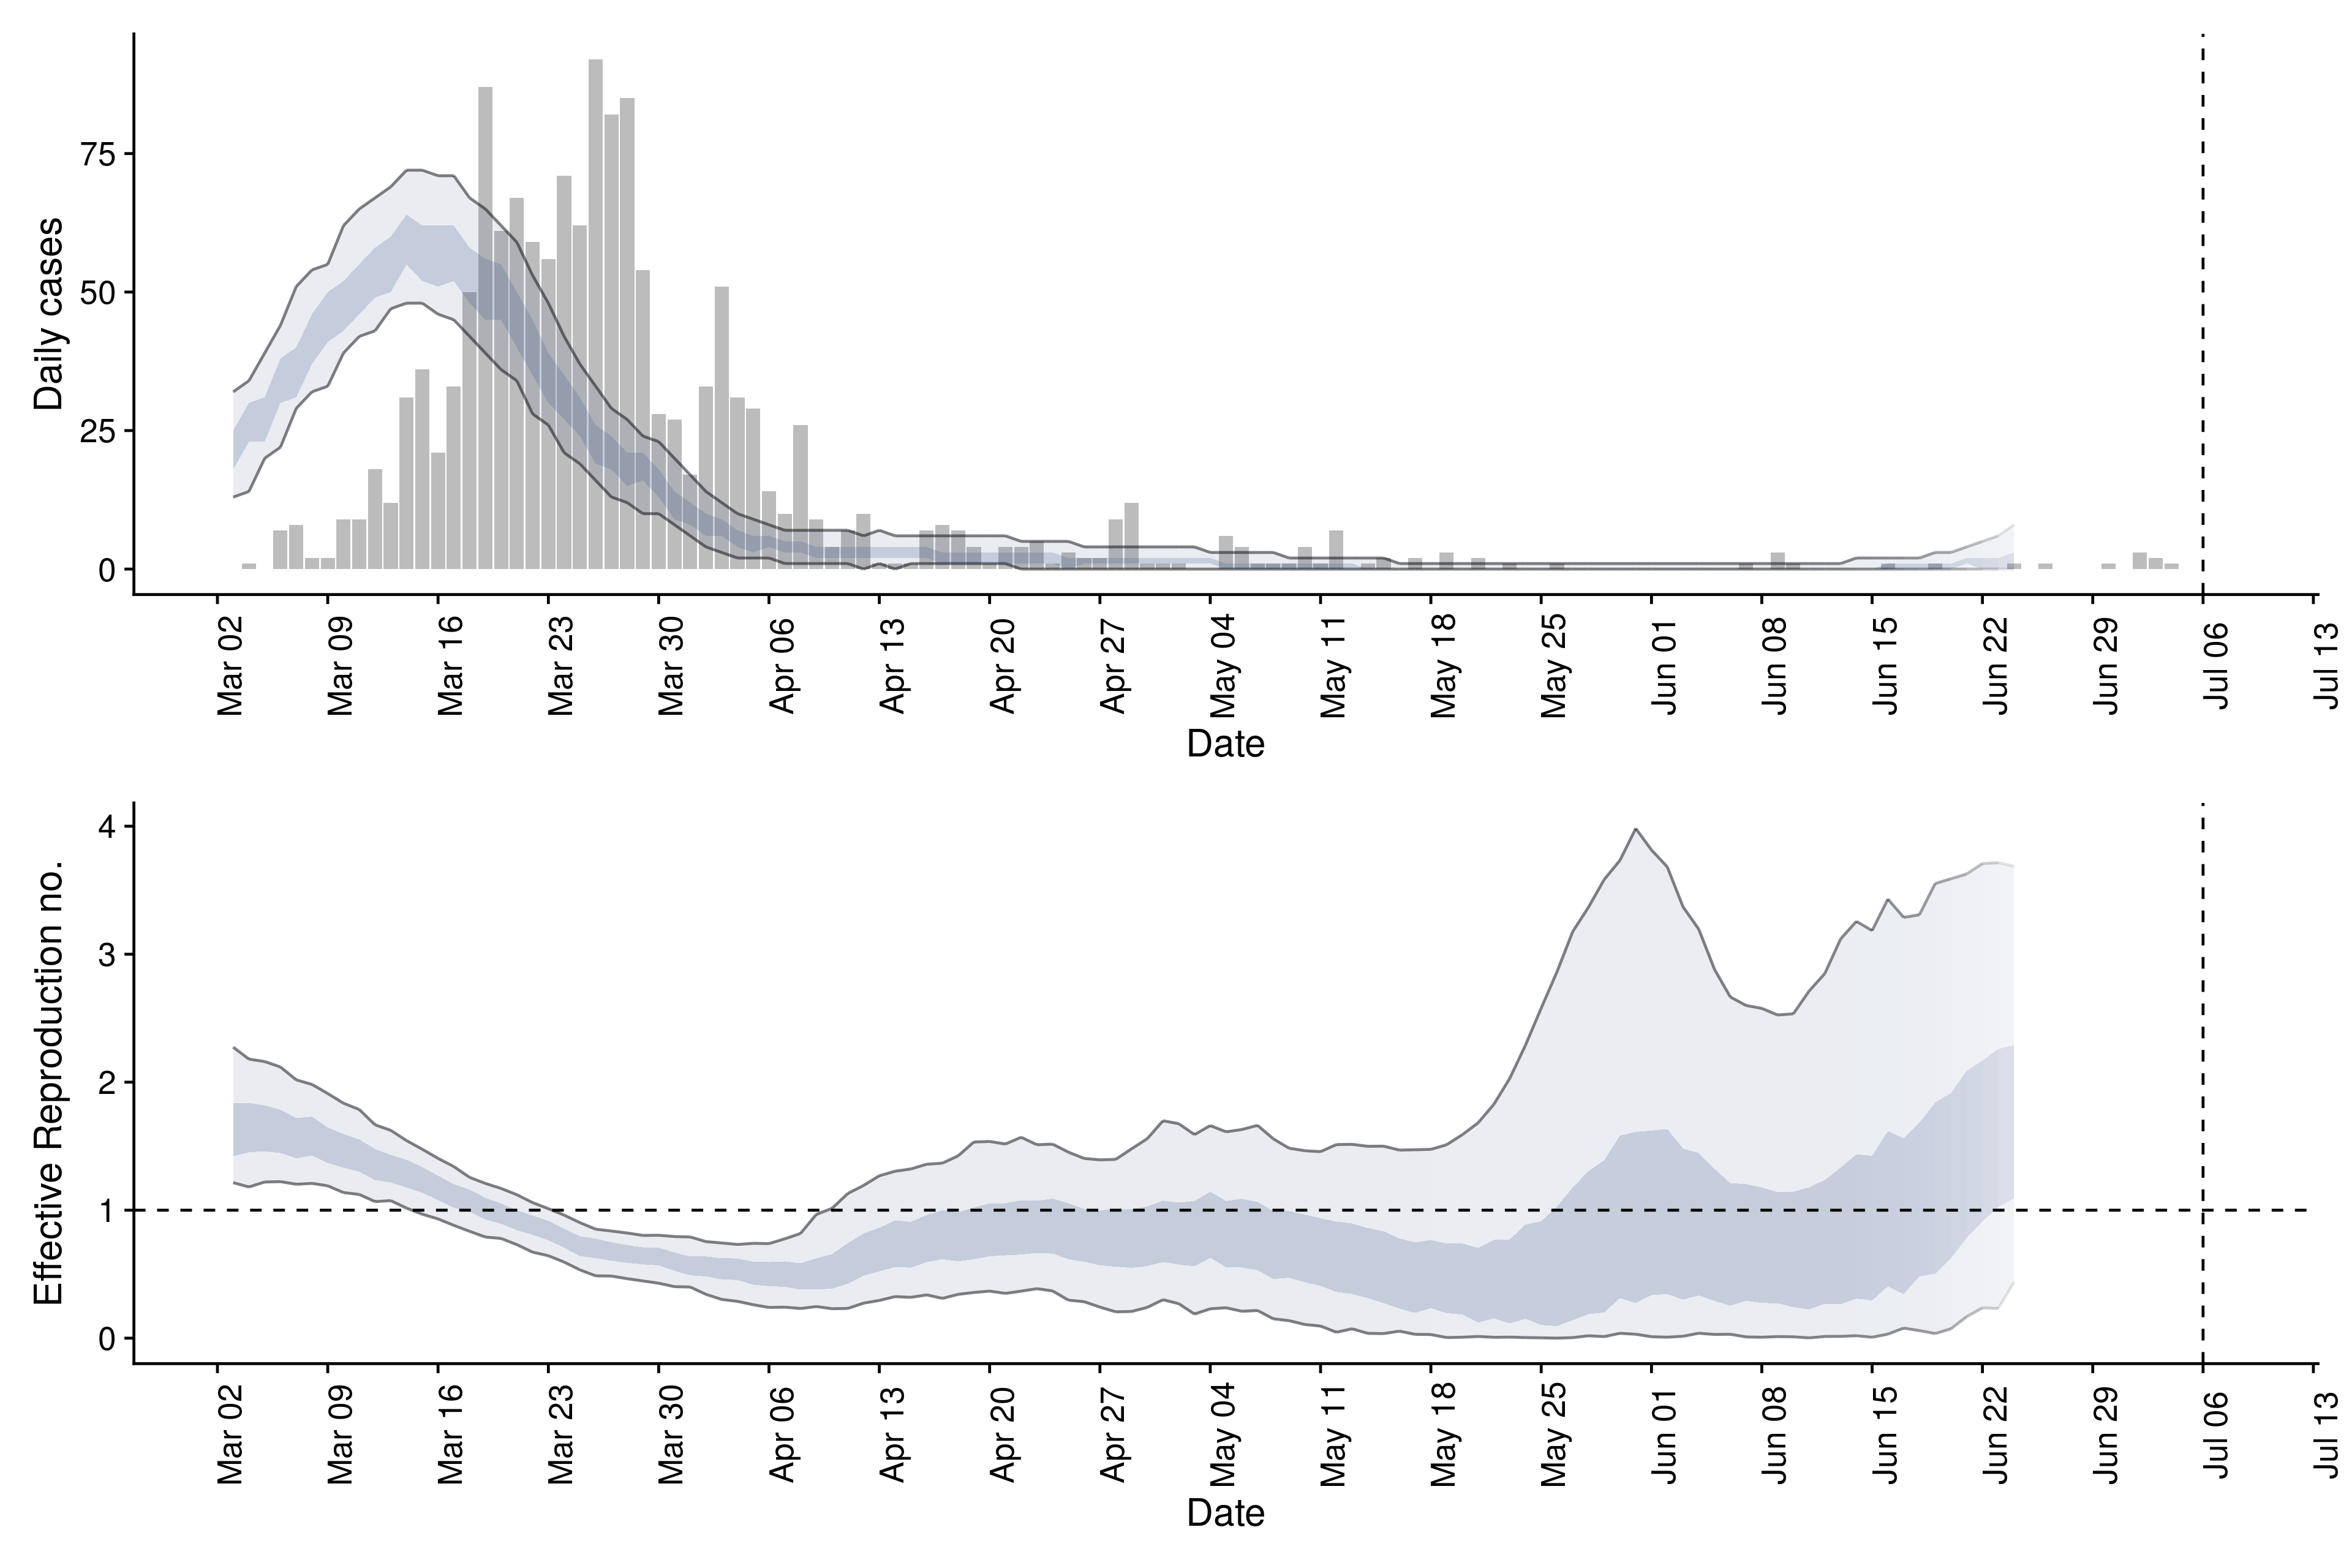 Daily cases
75
50
25
0
Mar 02
Mar 09
Mar 16
Mar 23
Mar 30
Apr 06
Apr 13
Apr 20
Apr 27
May 04
May 11
May 18
May 25
Jun 01
Jun 08
Jun 15
Jun 22
Jun 29
Jul 06
Jul 13
Date
Effective Reproduction no.
4
3
2
1
0
Mar 02
Mar 09
Mar 16
Mar 23
Mar 30
Apr 06
Apr 13
Apr 20
Apr 27
May 04
May 11
May 18
May 25
Jun 01
Jun 08
Jun 15
Jun 22
Jun 29
Jul 06
Jul 13
Date